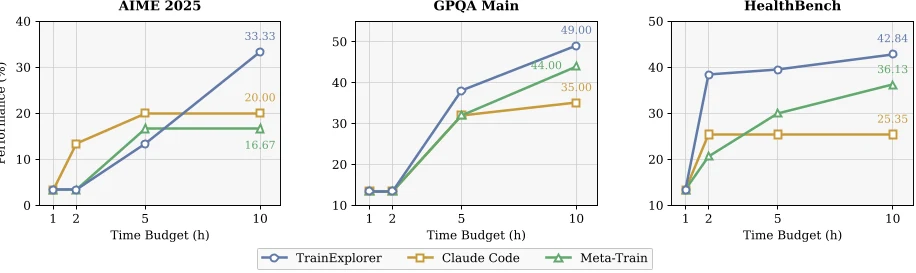 AIME 2025
GPQA Main
HealthBench
Performance (%)
40
30
20
10
0
33.33
20.00
16.67
1 2 5 10
Time Budget (h)
50
40
30
20
10
49.00
44.00
35.00
1 2 5 10
Time Budget (h)
50
40
30
20
10
42.84
36.13
25.35
1 2 5 10
Time Budget (h)
TrainExplorer Claude Code Meta-Train